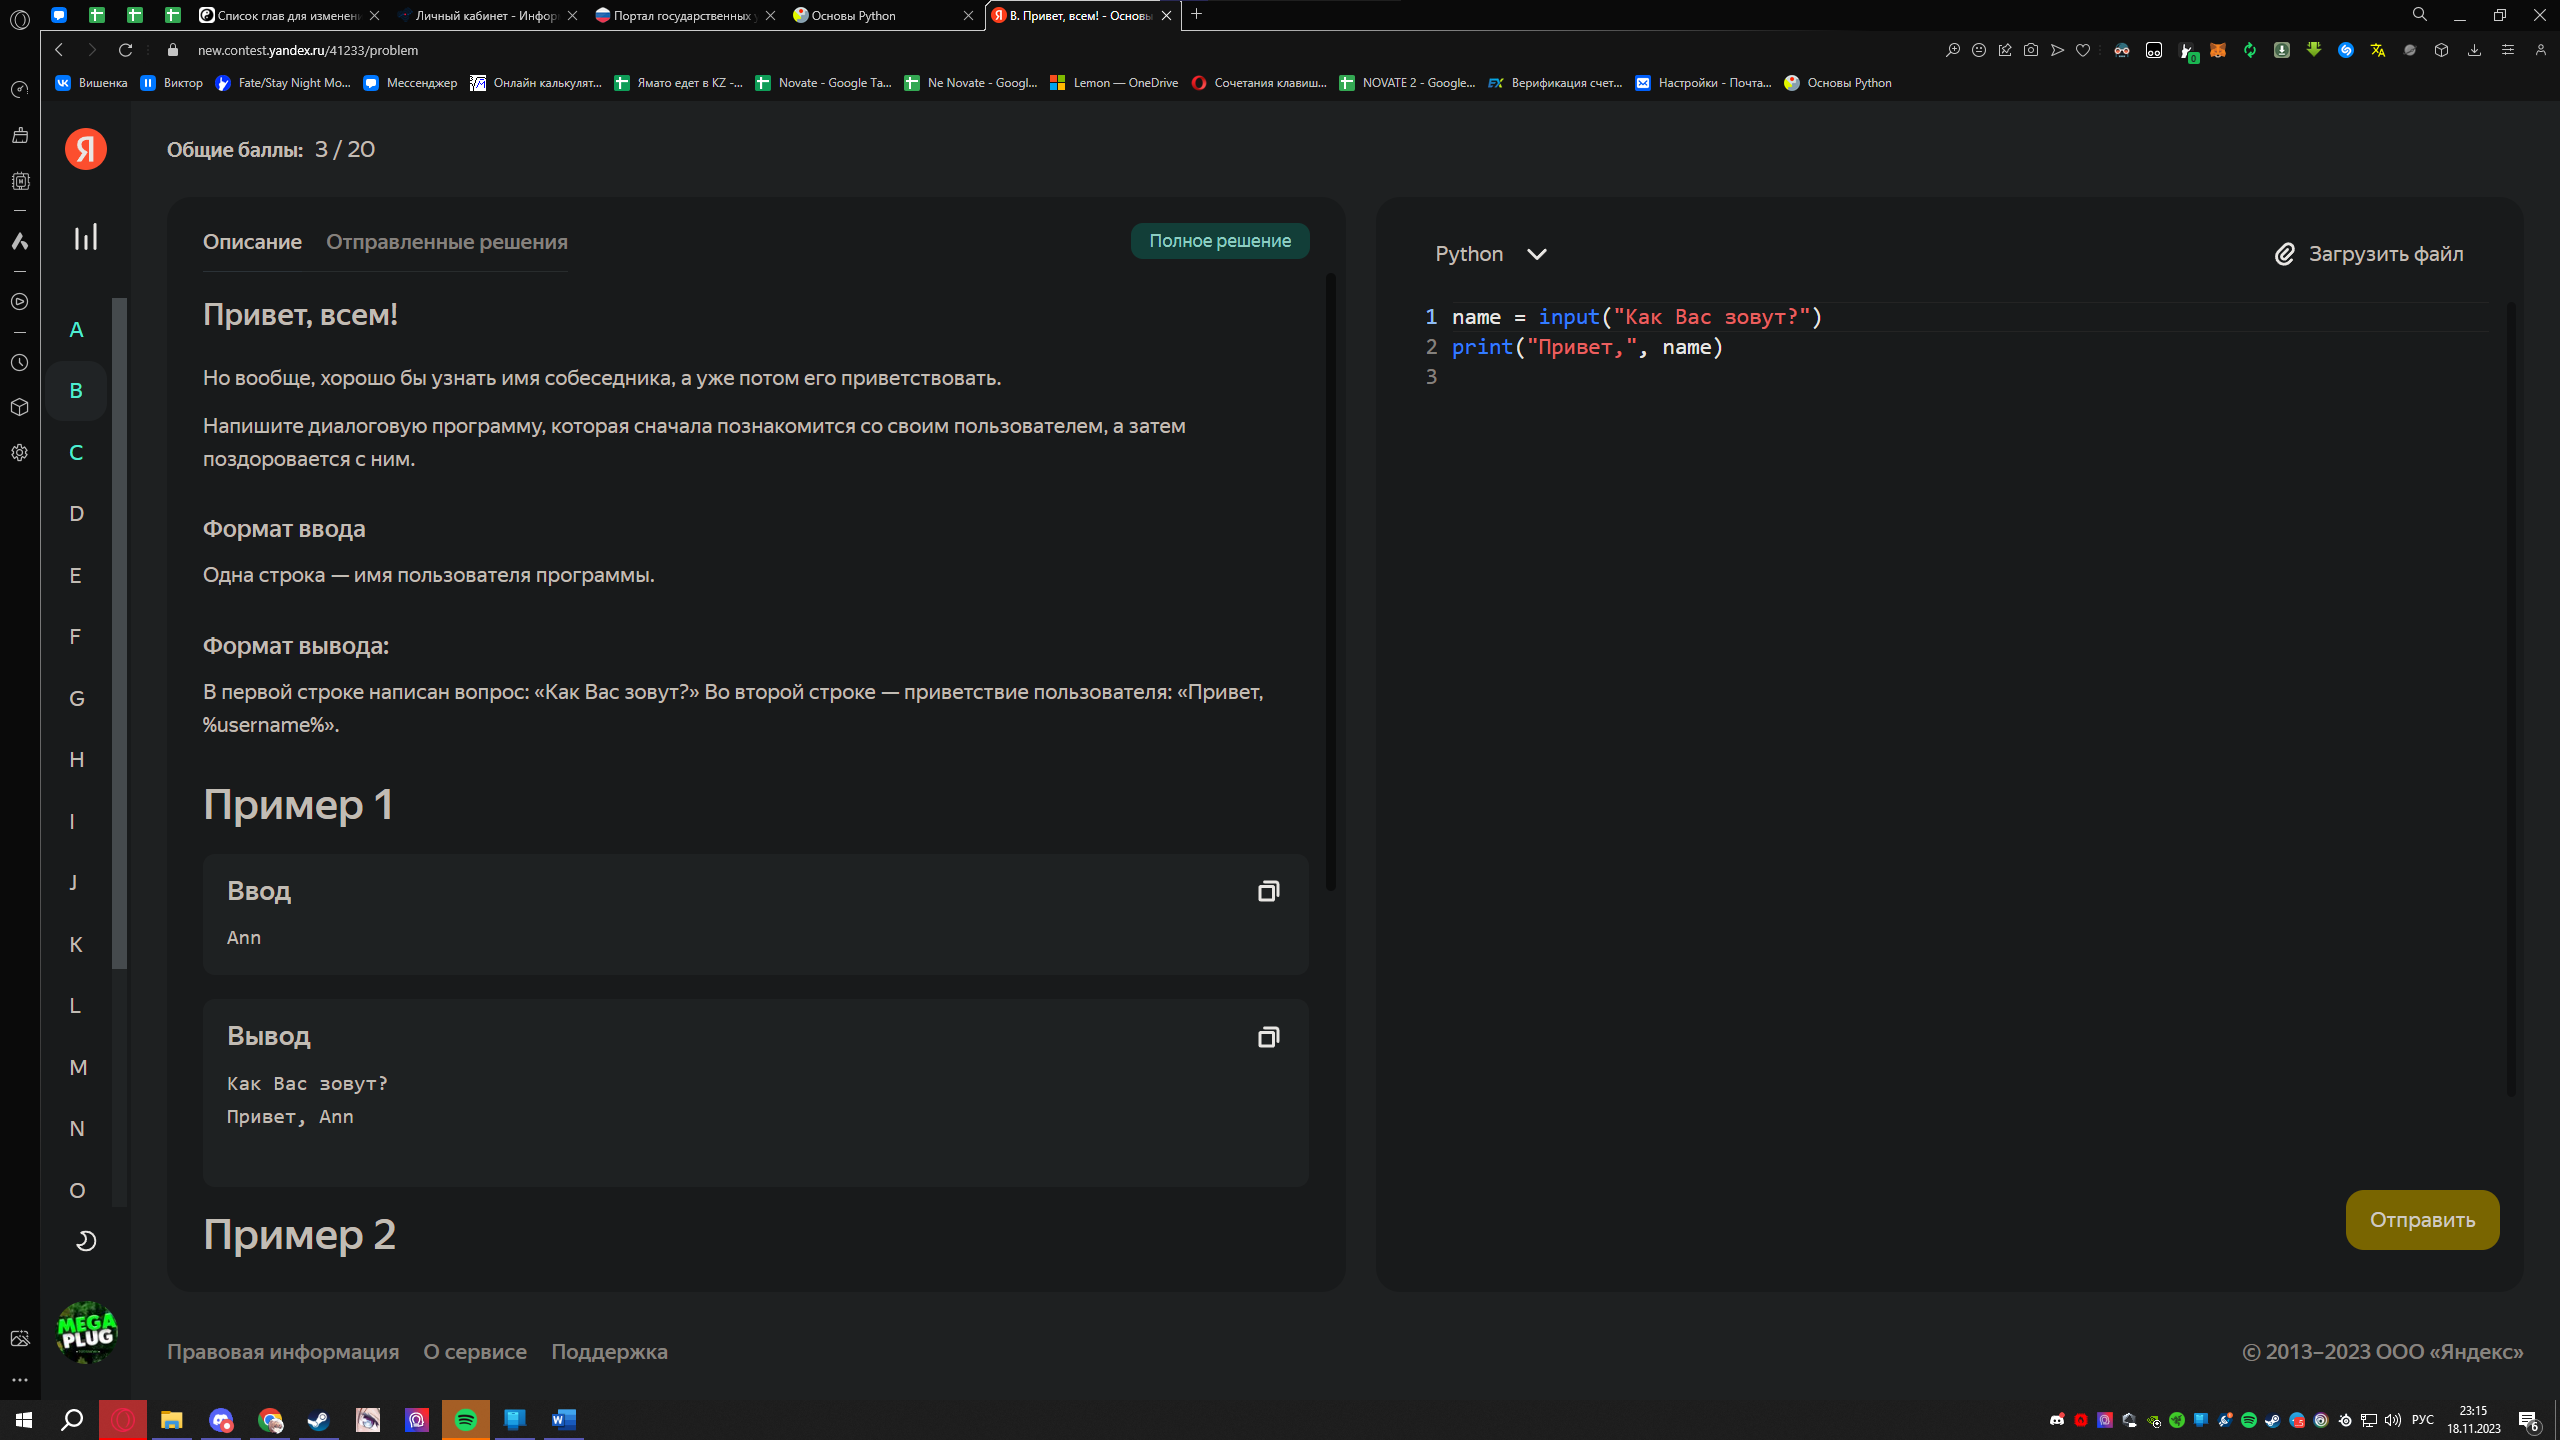 Список глав для изменени
Личный кабинет - Инфор
Портал государственных
Основы Python
В. Привет, всем! - Основы
new.contest.yandex.ru/41233/problem
Вишенка
Виктор
Fate/Stay Night Mo...
Мессенджер
Онлайн калькулят...
Ямато едет в KZ -...
Novate - Google Та...
Ne Novate - Googl...
Lemon — OneDrive
Сочетания клавиш...
NOVATE 2 - Google...
Верификация счет...
Настройки - Почта...
Основы Python
Общие баллы: 3 / 20
A
B
C
D
E
F
G
H
I
J
K
L
M
N
O
MEGA
PLUG
Описание Отправленные решения
Полное решение
Привет, всем!
Но вообще, хорошо бы узнать имя собеседника, а уже потом его приветствовать.
Напишите диалоговую программу, которая сначала познакомится со своим пользователем, а затем
поздоровается с ним.
Формат ввода
Одна строка — имя пользователя программы.
Формат вывода:
В первой строке написан вопрос: «Как Вас зовут?» Во второй строке — приветствие пользователя: «Привет,
%username%».
Пример 1
Ввод
Ann
Вывод
Как Вас зовут?
Привет, Ann
Пример 2
Python
Загрузить файл
1 name = input("Как Вас зовут?")
2 print("Привет,", name)
3
Отправить
Правовая информация О сервисе Поддержка
© 2013–2023 ООО «Яндекс»
РУС
23:15
18.11.2023
6